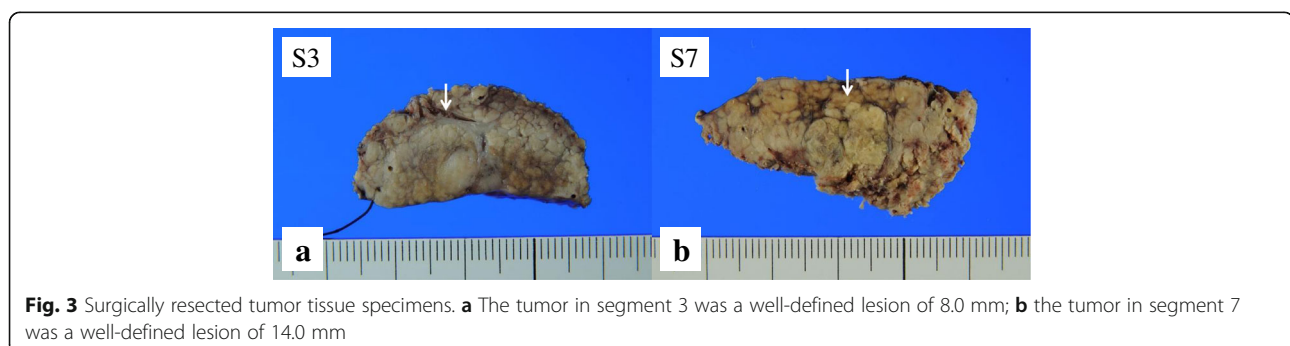 S3
S7
a
b
Fig. 3 Surgically resected tumor tissue specimens. a The tumor in segment 3 was a well-defined lesion of 8.0 mm; b the tumor in segment 7
was a well-defined lesion of 14.0 mm